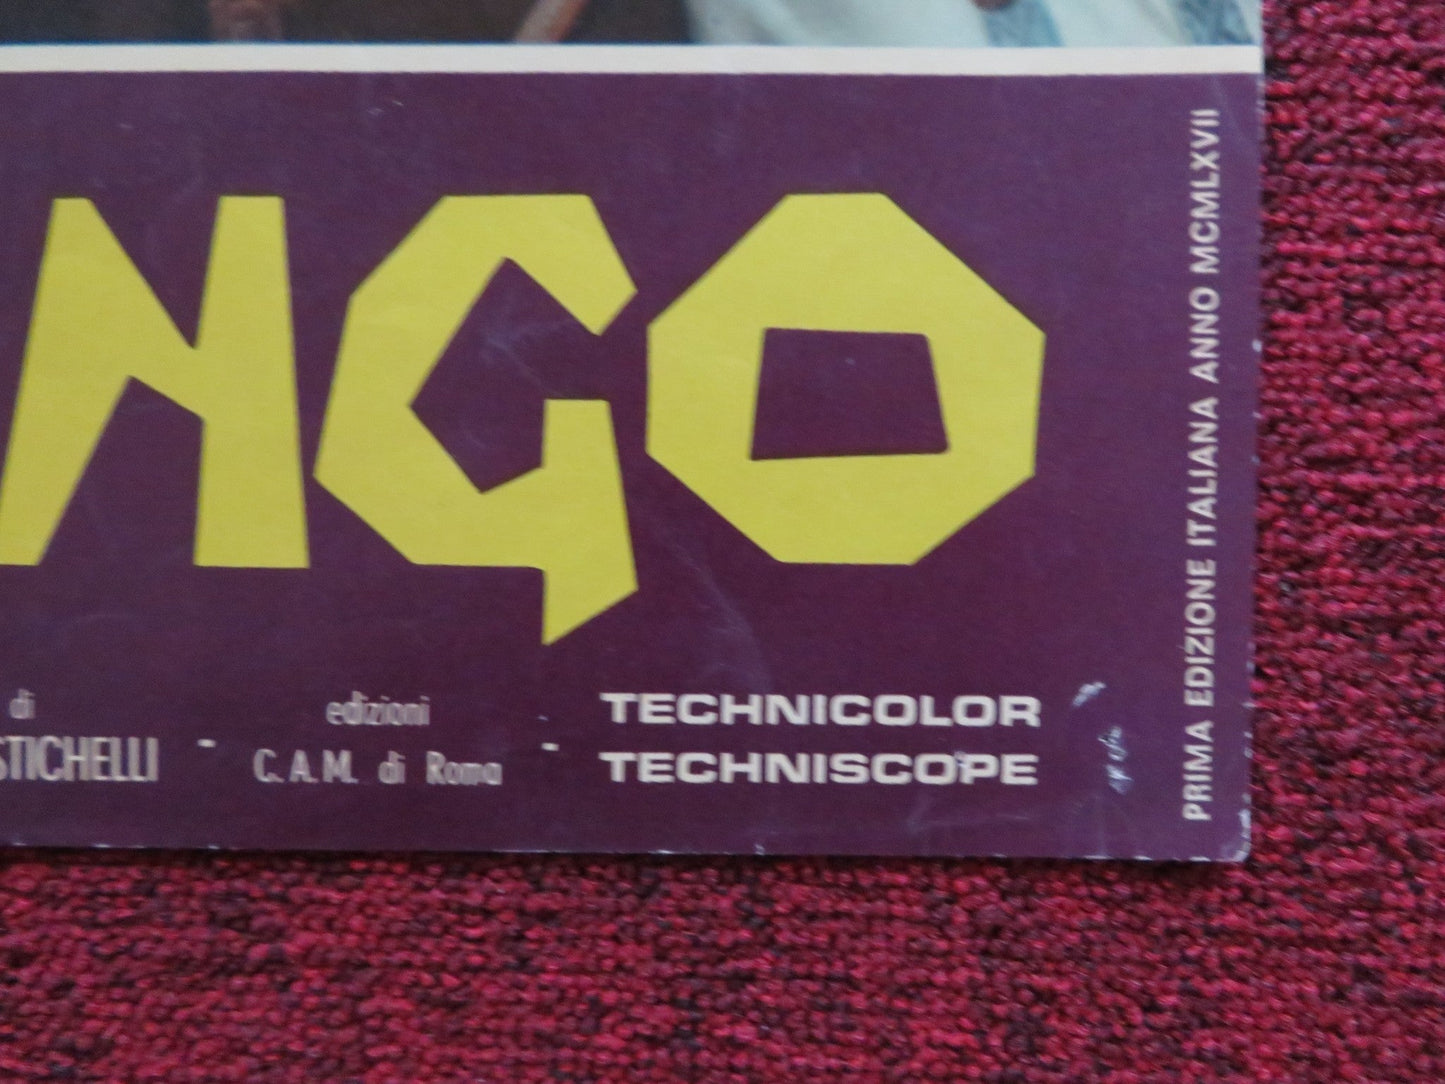 NGO
di
STICHELLI -
edizioni
C.A.M. di Roma -
TECHNICOLOR
TECHNISCOPE
PRIMA EDIZIONE ITALIANA ANNO MCMLXVII